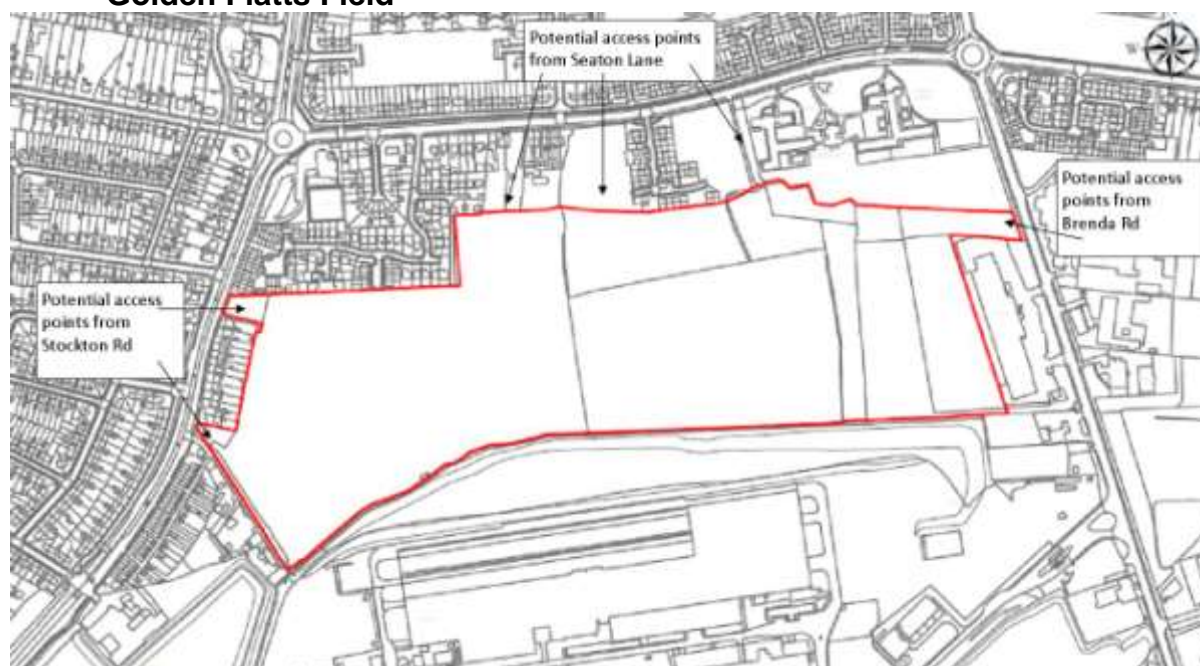 Golden Flatts Field
Potential access points
from Seaton Lane
Potential access
points from
Brenda Rd
Potential access
points from
Stockton Rd